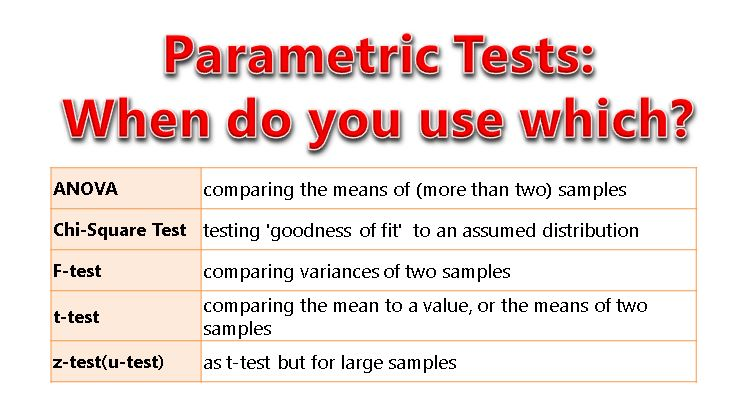 Parametric Tests:
When do you use which?
ANOVA comparing the means of (more than two) samples
Chi-Square Test testing 'goodness of fit' to an assumed distribution
F-test comparing variances of two samples
t-test comparing the mean to a value, or the means of two
samples
z-test(u-test) as t-test but for large samples